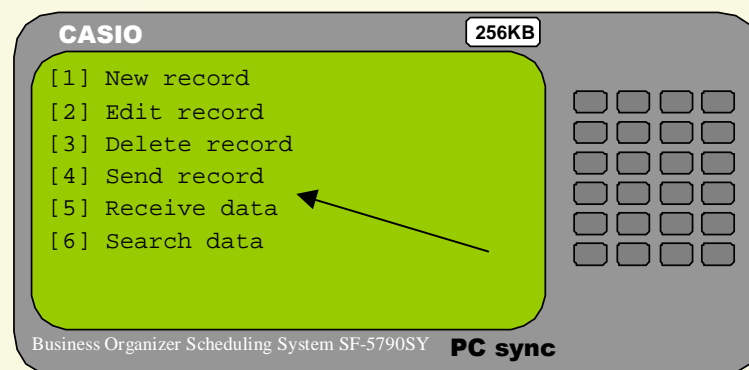 CASIO 256KB
[1] New record
[2] Edit record
[3] Delete record
[4] Send record
[5] Receive data
[6] Search data
Business Organizer Scheduling System SF-5790SY PC sync